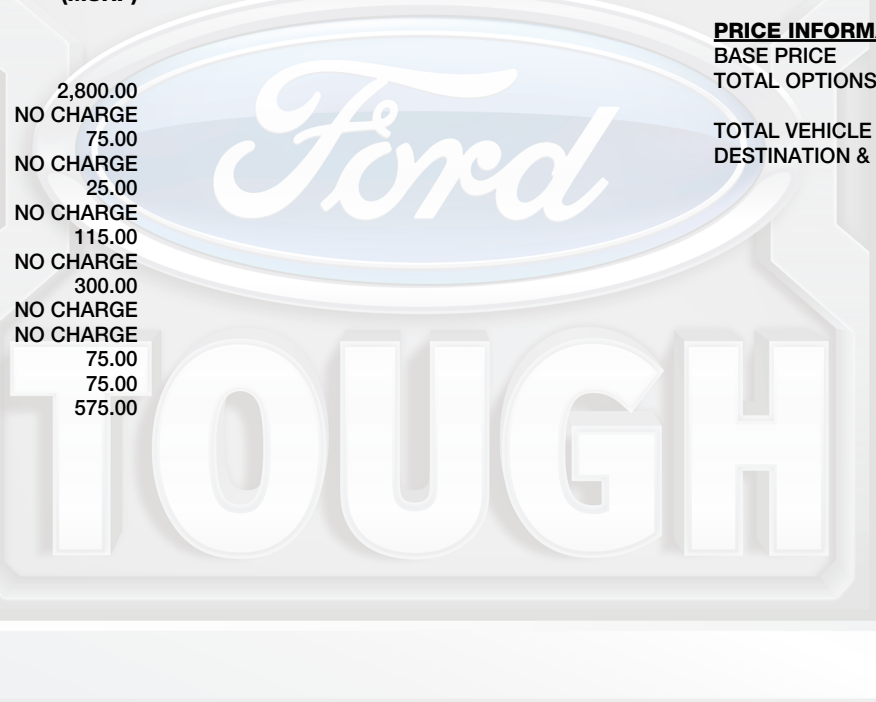 2,800.00
NO CHARGE
75.00
NO CHARGE
25.00
NO CHARGE
115.00
NO CHARGE
300.00
NO CHARGE
NO CHARGE
75.00
75.00
575.00
PRICE INFORM
BASE PRICE
TOTAL OPTIONS
TOTAL VEHICLE
DESTINATION &
Ford
TOUGH